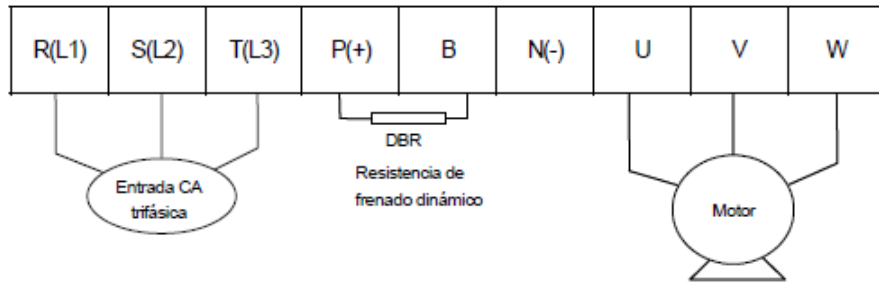 R(L1) S(L2) T(L3) P(+) B N(-) U V W
DBR
Resistencia de
frenado dinámico
Entrada CA
trifásica
Motor